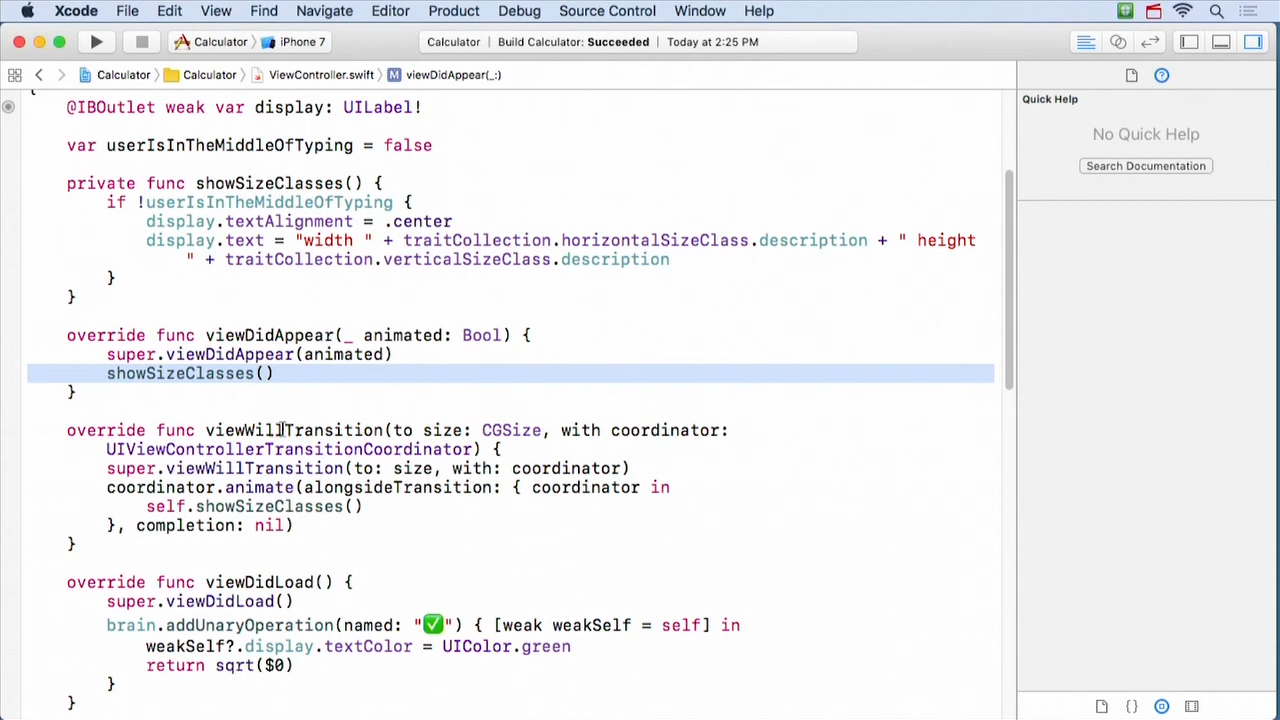 Xcode File Edit View Find Navigate Editor Product Debug Source Control Window Help
Calculator iPhone 7 Calculator Build Calculator: Succeeded Today at 2:25 PM
Calculator Calculator ViewController.swift M viewDidAppear(_:)
{
@IBOutlet weak var display: UILabel!
var userIsInTheMiddleOfTyping = false
private func showSizeClasses() {
if !userIsInTheMiddleOfTyping {
display.textAlignment = .center
display.text = "width " + traitCollection.horizontalSizeClass.description + " height
" + traitCollection.verticalSizeClass.description
}
}
override func viewDidAppear(_ animated: Bool) {
super.viewDidAppear(animated)
showSizeClasses()
}
override func viewWillTransition(to size: CGSize, with coordinator:
UIViewControllerTransitionCoordinator) {
super.viewWillTransition(to: size, with: coordinator)
coordinator.animate(alongsideTransition: { coordinator in
self.showSizeClasses()
}, completion: nil)
}
override func viewDidLoad() {
super.viewDidLoad()
brain.addUnaryOperation(named: "✅") { [weak weakSelf = self] in
weakSelf?.display.textColor = UIColor.green
return sqrt($0)
}
}
Quick Help
No Quick Help
Search Documentation